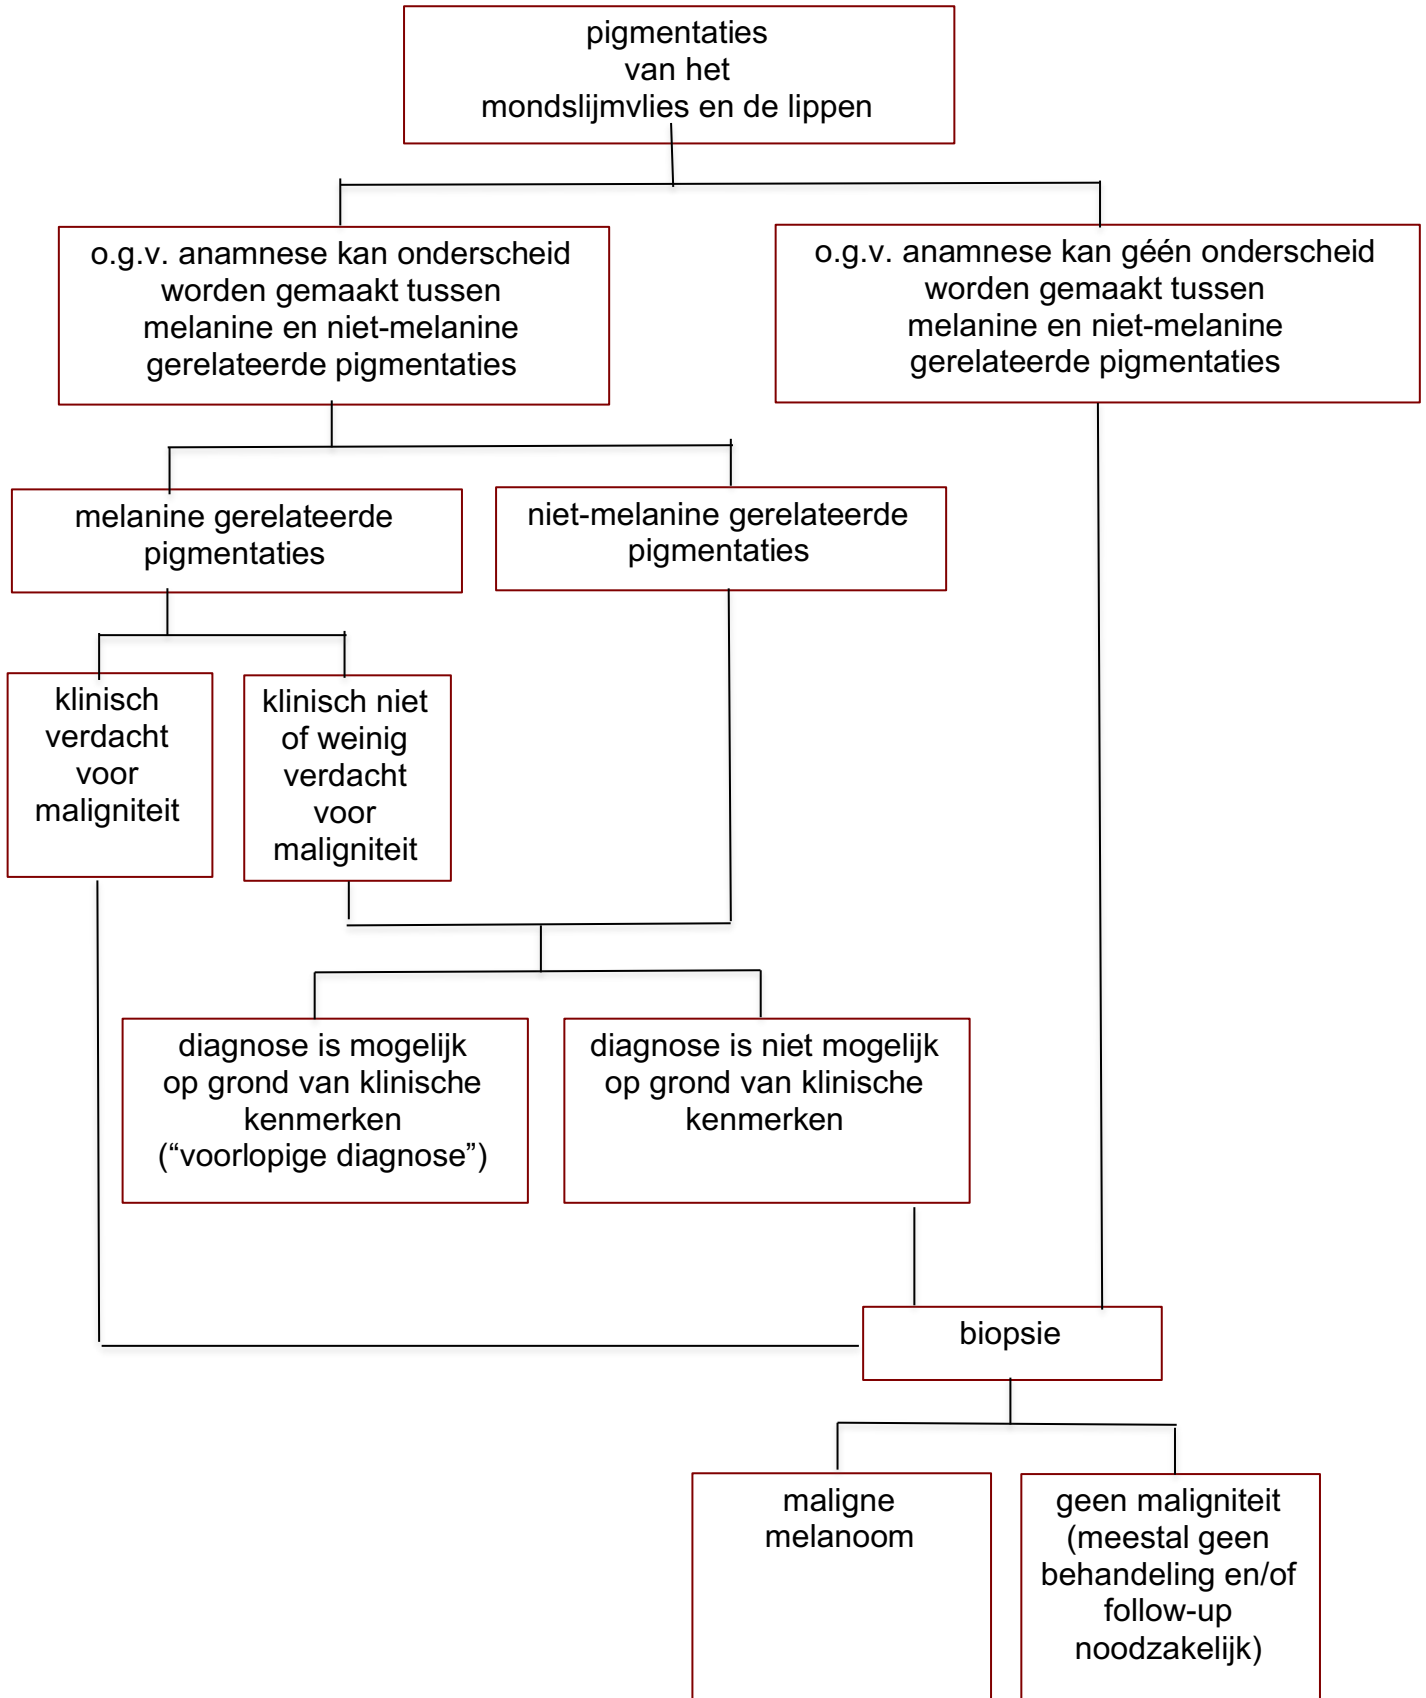 pigmentaties
van het
mondslijmvlies en de lippen
o.g.v. anamnese kan onderscheid
worden gemaakt tussen
melanine en niet-melanine
gerelateerde pigmentaties
o.g.v. anamnese kan géén onderscheid
worden gemaakt tussen
melanine en niet-melanine
gerelateerde pigmentaties
melanine gerelateerde
pigmentaties
niet-melanine gerelateerde
pigmentaties
klinisch
verdacht
voor
maligniteit
klinisch niet
of weinig
verdacht
voor
maligniteit
diagnose is mogelijk
op grond van klinische
kenmerken
(“voorlopige diagnose”)
diagnose is niet mogelijk
op grond van klinische
kenmerken
biopsie
maligne
melanoom
geen maligniteit
(meestal geen
behandeling en/of
follow-up
noodzakelijk)